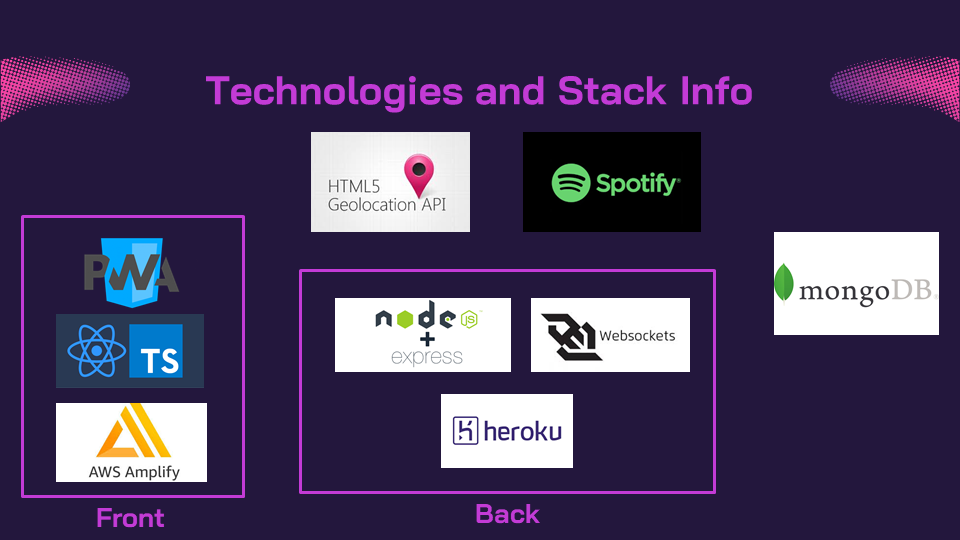 Technologies and Stack Info
HTML5
Geolocation API
Spotify®
PWA
TS
AWS Amplify
Front
node JS
+
express
Websockets
heroku
Back
mongoDB®